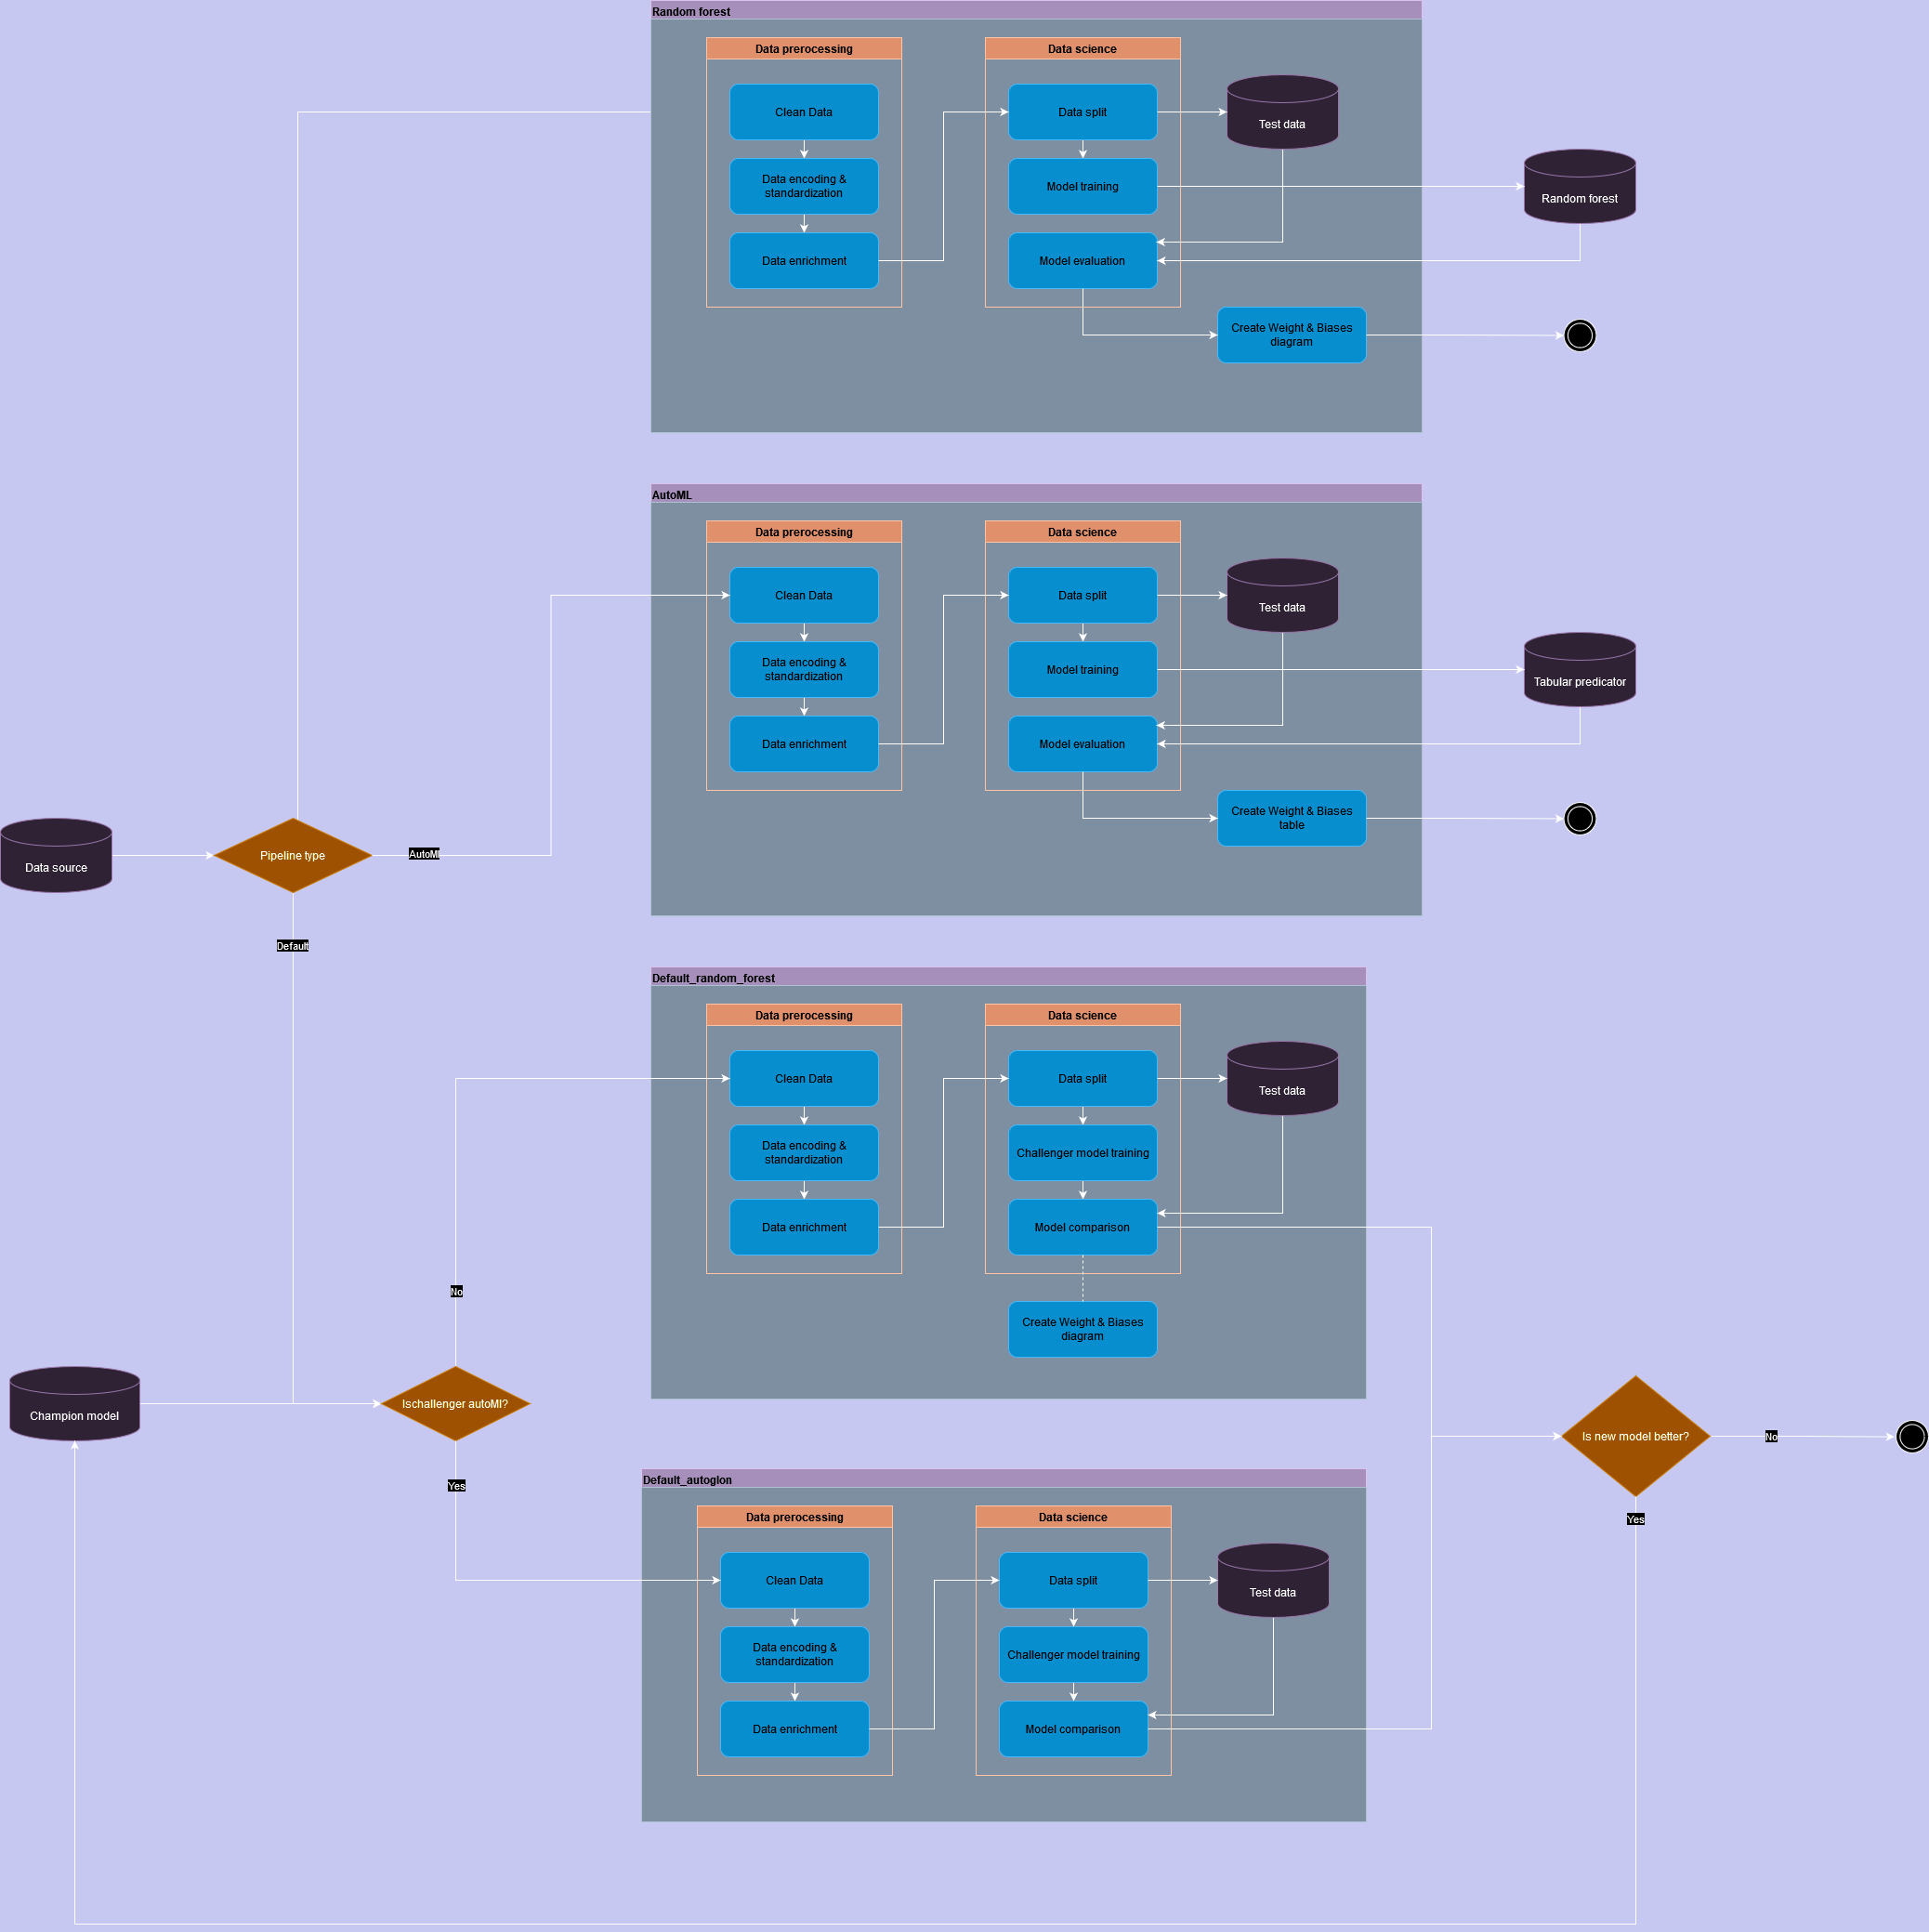 Random forest
Data prerocessing
Data science
Clean Data
Data split
Test data
Data encoding &
standardization
Model training
Random forest
Data enrichment
Model evaluation
Create Weight & Biases
diagram
AutoML
Data prerocessing
Data science
Clean Data
Data split
Test data
Data encoding &
standardization
Model training
Tabular predicator
Data enrichment
Model evaluation
Create Weight & Biases
table
Data source
Pipeline type
AutoMl
Default
Default_random_forest
Data prerocessing
Data science
Clean Data
Data split
Test data
Data encoding &
standardization
Challenger model training
Data enrichment
Model comparison
No
Create Weight & Biases
diagram
Champion model
Ischallenger autoMl?
Is new model better?
No
Yes
Yes
Default_autoglon
Data prerocessing
Data science
Clean Data
Data split
Test data
Data encoding &
standardization
Challenger model training
Data enrichment
Model comparison